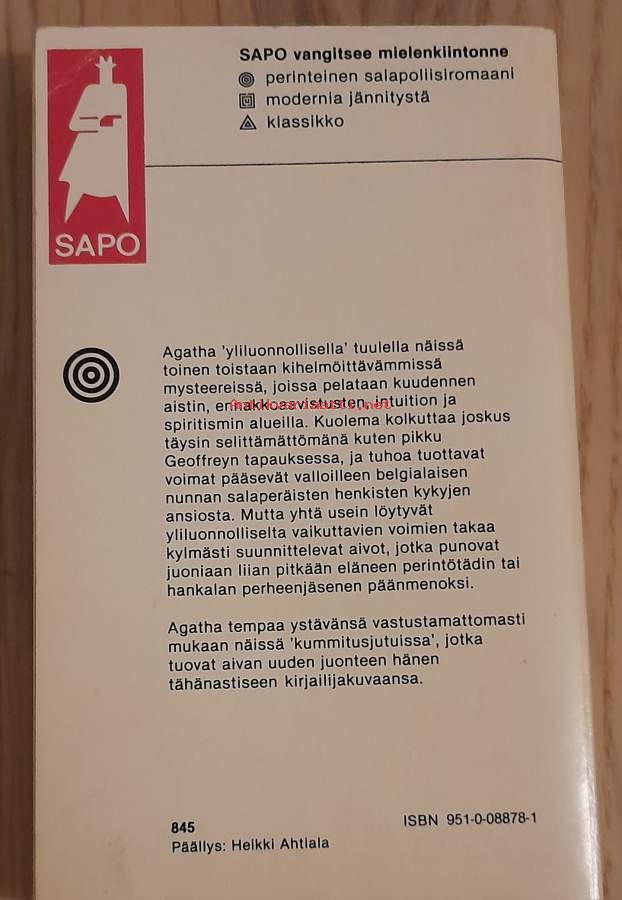 SAPO vangitsee mielenkiintonne
perinteinen salapoliisiromaani
modernia jännitystä
klassikko
SAPO
Agatha 'yliluonnollisella' tuulella näissä
toinen toistaan kihelmöittävämmissä
mysteereissä, joissa pelataan kuudennen
aistin, ennakkoaavistusten, intuition ja
spiritismin alueilla. Kuolema kolkuttaa joskus
täysin selittämättömänä kuten pikku
Geoffreyn tapauksessa, ja tuhoa tuottavat
voimat pääsevät valloilleen belgialaisen
nunnan salaperäisten henkisten kykyjen
ansiosta. Mutta yhtä usein löytyvät
yliluonnolliselta vaikuttavien voimien takaa
kylmästi suunnittelevat aivot, jotka punovat
juoniaan liian pitkään eläneen perintötädin tai
hankalan perheenjäsenen päänmenoksi.
Agatha tempaa ystävänsä vastustamattomasti
mukaan näissä 'kummitusjutuissa', jotka
tuovat aivan uuden juonteen hänen
tähänastiseen kirjailijakuvaansa.
845
Päällys: Heikki Ahtiala
ISBN 951-0-08878-1